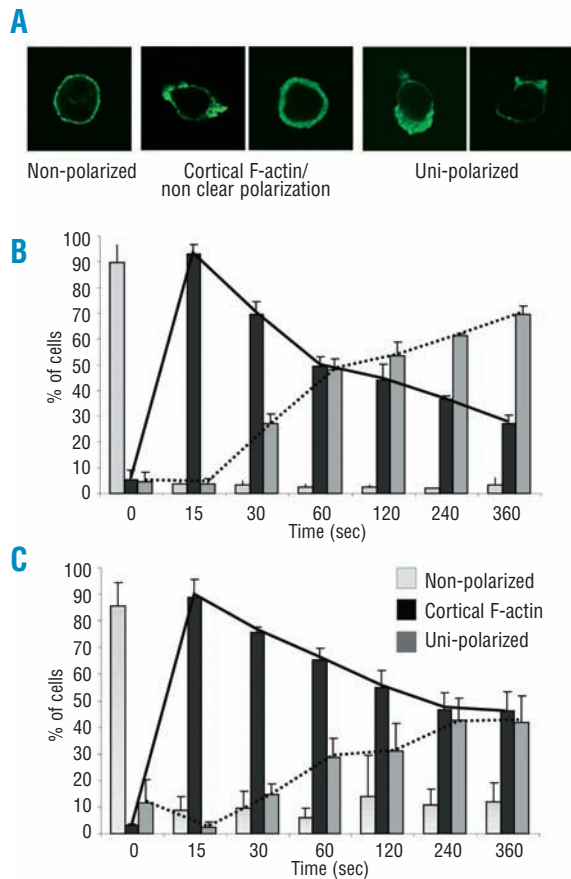 A
Non-polarized
Cortical F-actin/
non clear polarization
Uni-polarized
B
% of cells
100
90
80
70
60
50
40
30
20
10
0
0 15 30 60 120 240 360
Time (sec)
C
% of cells
100
90
80
70
60
50
40
30
20
10
0
Non-polarized
Cortical F-actin
Uni-polarized
0 15 30 60 120 240 360
Time (sec)